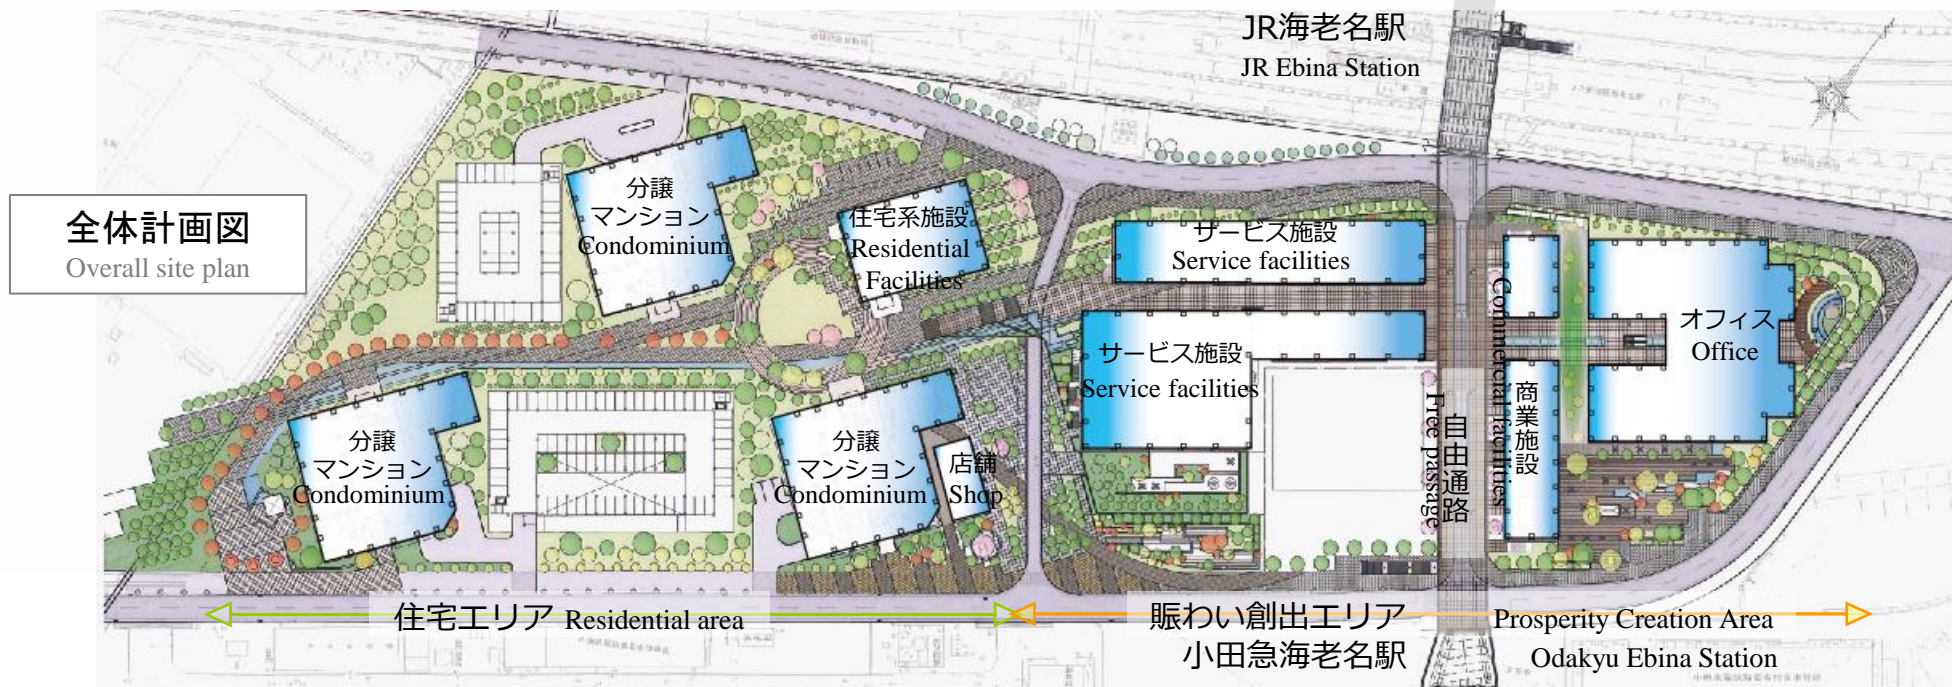 JR海老名駅
JR Ebina Station
全体計画図
Overall site plan
分譲
マンション
Condominium
住宅系施設
Residential
Facilities
サービス施設
Service facilities
サービス施設
Service facilities
Commercial facilities
商業施設
オフィス
Office
分譲
マンション
Condominium
分譲
マンション
Condominium
店舗
Shop
自由通路
Free passage
住宅エリア Residential area
賑わい創出エリア Prosperity Creation Area
小田急海老名駅 Odakyu Ebina Station